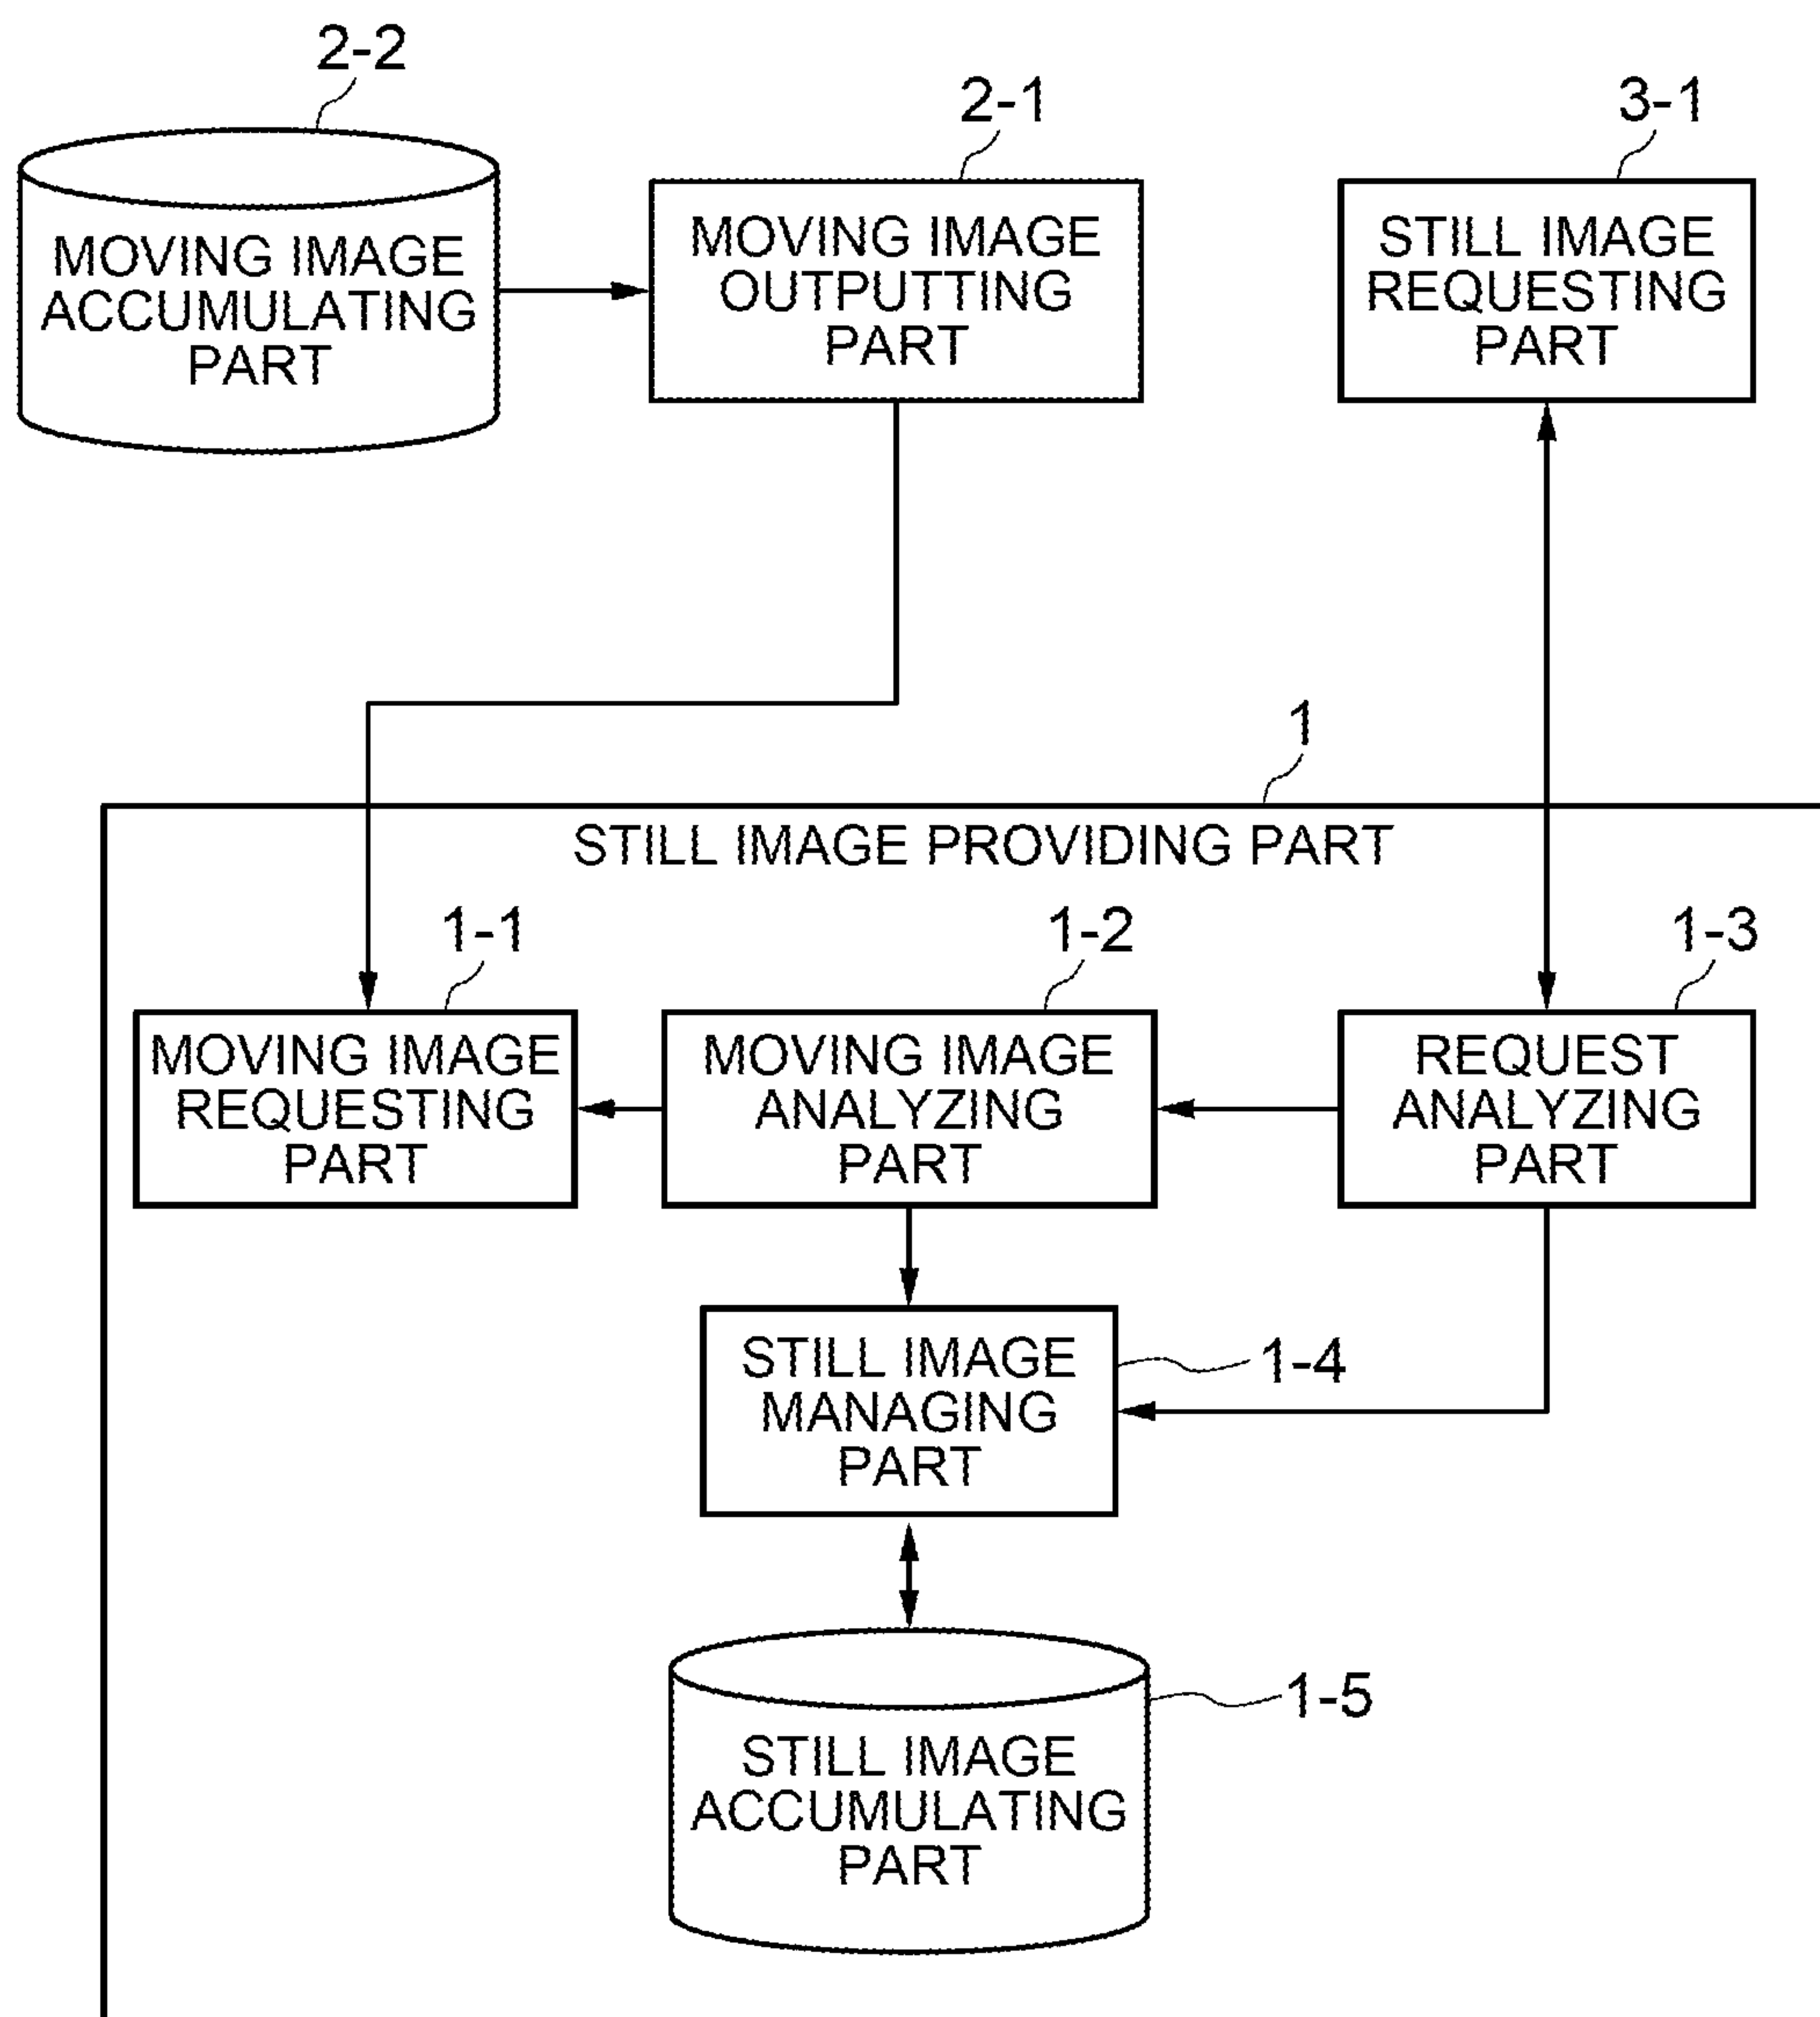 2-2
2-1
3-1
MOVING IMAGE
ACCUMULATING
PART
MOVING IMAGE
OUTPUTTING
PART
STILL IMAGE
REQUESTING
PART
1
STILL IMAGE PROVIDING PART
1-1
1-2
1-3
MOVING IMAGE
REQUESTING
PART
MOVING IMAGE
ANALYZING
PART
REQUEST
ANALYZING
PART
STILL IMAGE
MANAGING
PART
1-4
STILL IMAGE
ACCUMULATING
PART
1-5